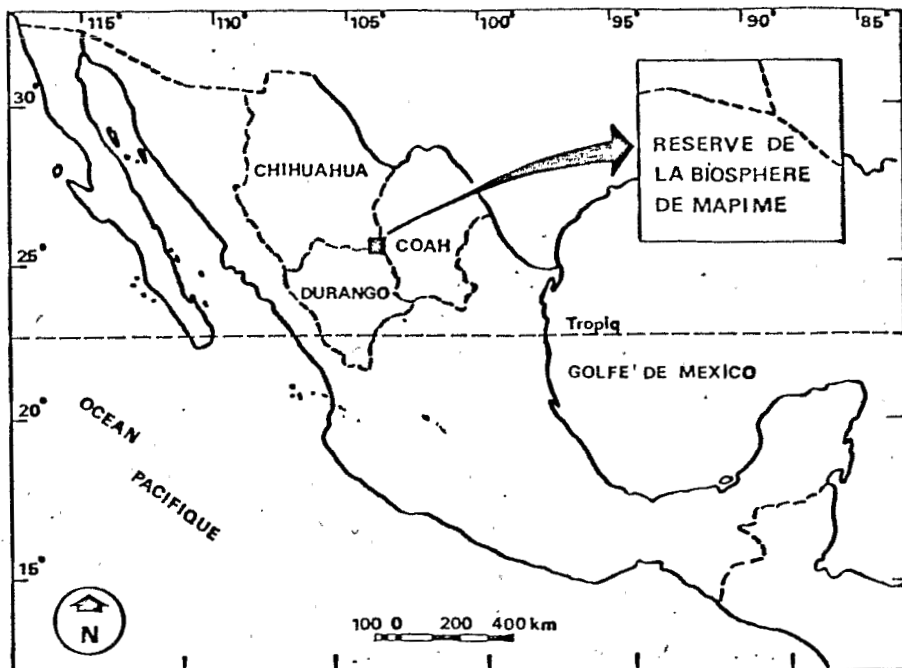 115° 110° 105° 100° 95° 90° 85°
30°
RESERVE DE
LA BIOSPHERE
DE MAPIME
CHIHUAHUA
COAH
25°
DURANGO
Tropiq
GOLFE' DE MEXICO
20°
OCEAN
PACIFIQUE
15°
N
100 0 200 400 km